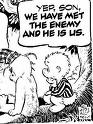 YEP, SON,
WE HAVE MET
THE ENEMY
AND HE IS US.